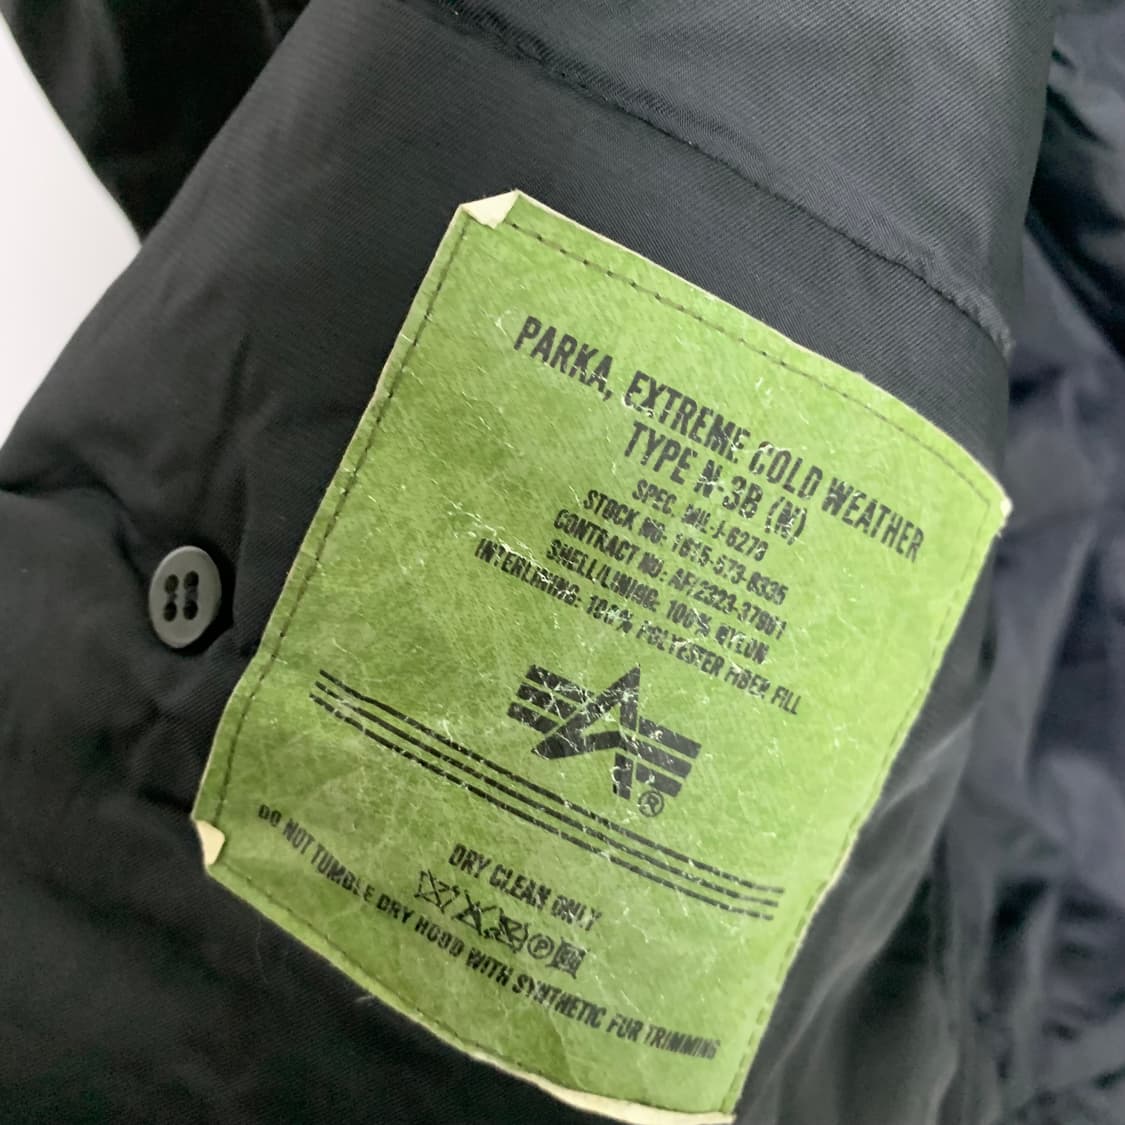 PARKA, EXTREME COLD WEATHER
TYPE N-3B (N)
SPEC. MIL-J-6279
STOCK NO. 1615-573-8335
CONTRACT NO. AF/2323-37961
SHELL/LINING: 100% NYLON
INTERLINING: 100% POLYESTER FIBER FILL
®
DRY CLEAN ONLY
DO NOT TUMBLE DRY HOOD WITH SYNTHETIC FUR TRIMMING